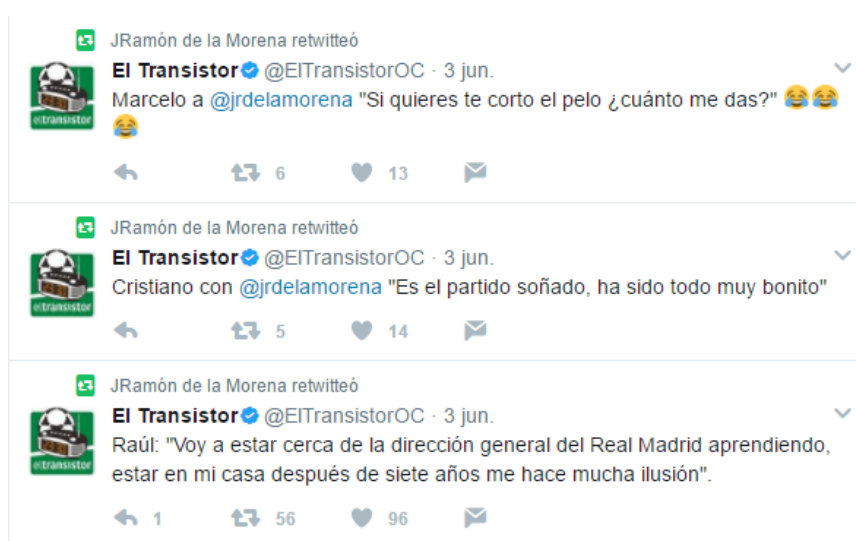 JRamón de la Morena retwitteó
El Transistor @ElTransistorOC · 3 jun.
Marcelo a @jrdelamorena "Si quieres te corto el pelo ¿cuánto me das?" 😂😂
😂
6 13
JRamón de la Morena retwitteó
El Transistor @ElTransistorOC · 3 jun.
Cristiano con @jrdelamorena "Es el partido soñado, ha sido todo muy bonito"
5 14
JRamón de la Morena retwitteó
El Transistor @ElTransistorOC · 3 jun.
Raúl: "Voy a estar cerca de la dirección general del Real Madrid aprendiendo,
estar en mi casa después de siete años me hace mucha ilusión".
1 56 96
eltransistor
eltransistor
eltransistor